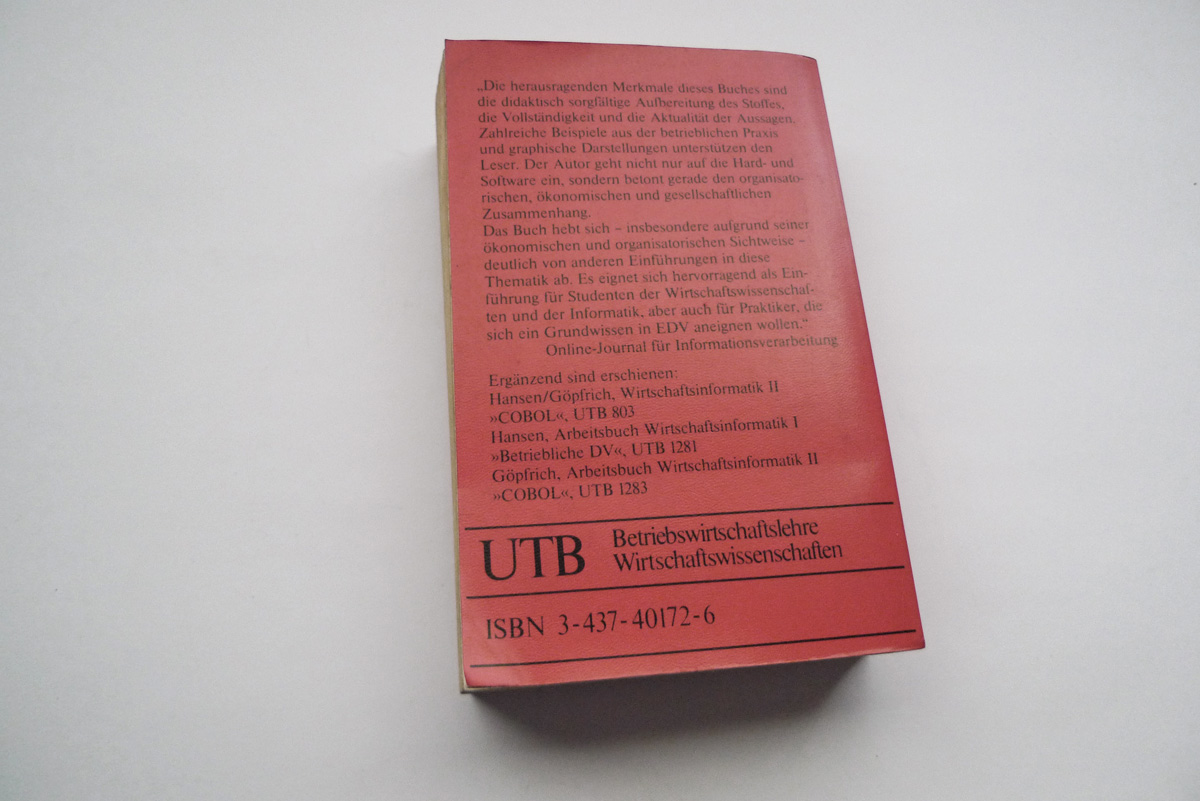 „Die herausragenden Merkmale dieses Buches sind
die didaktisch sorgfältige Aufbereitung des Stoffes,
die Vollständigkeit und die Aktualität der Aussagen.
Zahlreiche Beispiele aus der betrieblichen Praxis
und graphische Darstellungen unterstützen den
Leser. Der Autor geht nicht nur auf die Hard- und
Software ein, sondern betont gerade den organisato-
rischen, ökonomischen und gesellschaftlichen
Zusammenhang.
Das Buch hebt sich – insbesondere aufgrund seiner
ökonomischen und organisatorischen Sichtweise –
deutlich von anderen Einführungen in diese
Thematik ab. Es eignet sich hervorragend als Ein-
führung für Studenten der Wirtschaftswissenschaf-
ten und der Informatik, aber auch für Praktiker, die
sich ein Grundwissen in EDV aneignen wollen.“
Online-Journal für Informationsverarbeitung
Ergänzend sind erschienen:
Hansen/Göpfrich, Wirtschaftsinformatik II
»COBOL«, UTB 803
Hansen, Arbeitsbuch Wirtschaftsinformatik I
»Betriebliche DV«, UTB 1281
Göpfrich, Arbeitsbuch Wirtschaftsinformatik II
»COBOL«, UTB 1283
UTB Betriebswirtschaftslehre
Wirtschaftswissenschaften
ISBN 3-437-40172-6